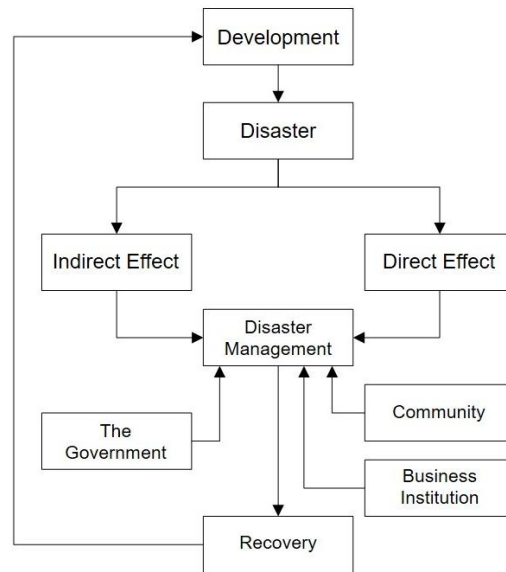 Development
Disaster
Indirect Effect
Direct Effect
Disaster
Management
Community
The
Government
Business
Institution
Recovery